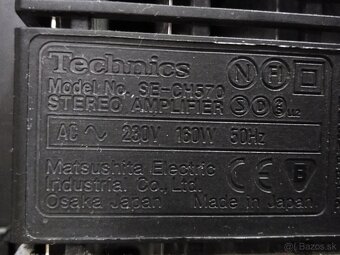 Technics
Model No. SE-CH570
STEREO AMPLIFIER
AC 230V 160W 50Hz
Matsushita Electric
Industrial Co., Ltd.
Osaka Japan Made in Japan
N
S
CE
B
bazos.sk